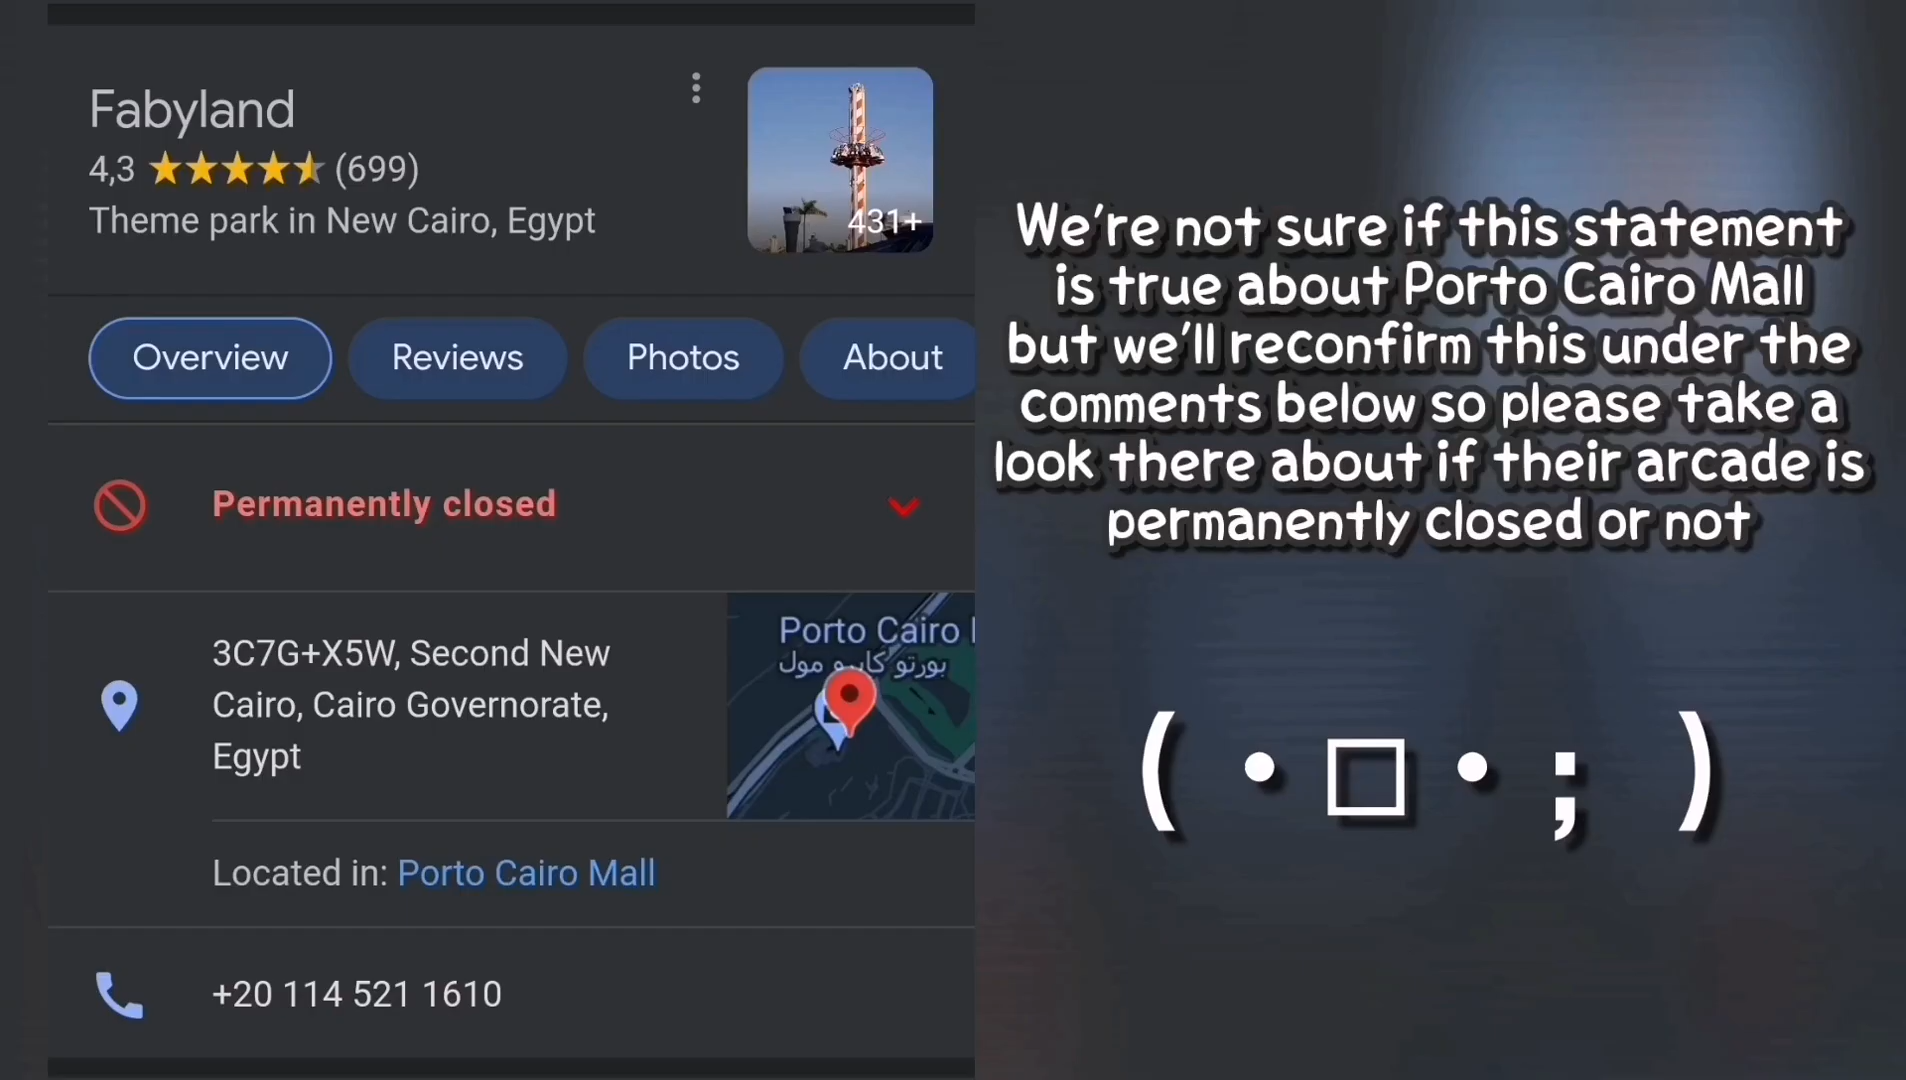 Fabyland
4,3 (699)
Theme park in New Cairo, Egypt
431+
Overview
Reviews
Photos
About
Permanently closed
3C7G+X5W, Second New
Cairo, Cairo Governorate,
Egypt
Porto Cairo
بورتو كايرو مول
Located in: Porto Cairo Mall
+20 114 521 1610
We're not sure if this statement
is true about Porto Cairo Mall
but we'll reconfirm this under the
comments below so please take a
look there about if their arcade is
permanently closed or not
( • □ • ; )